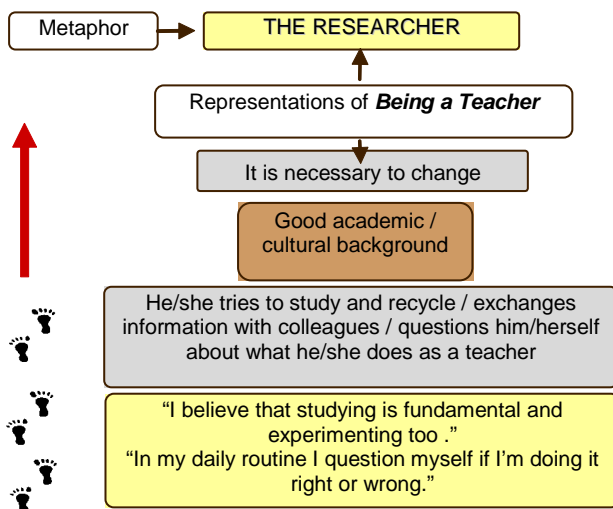 Metaphor
THE RESEARCHER
Representations of Being a Teacher
It is necessary to change
Good academic /
cultural background
He/she tries to study and recycle / exchanges
information with colleagues / questions him/herself
about what he/she does as a teacher
“I believe that studying is fundamental and
experimenting too .”
“In my daily routine I question myself if I’m doing it
right or wrong.”